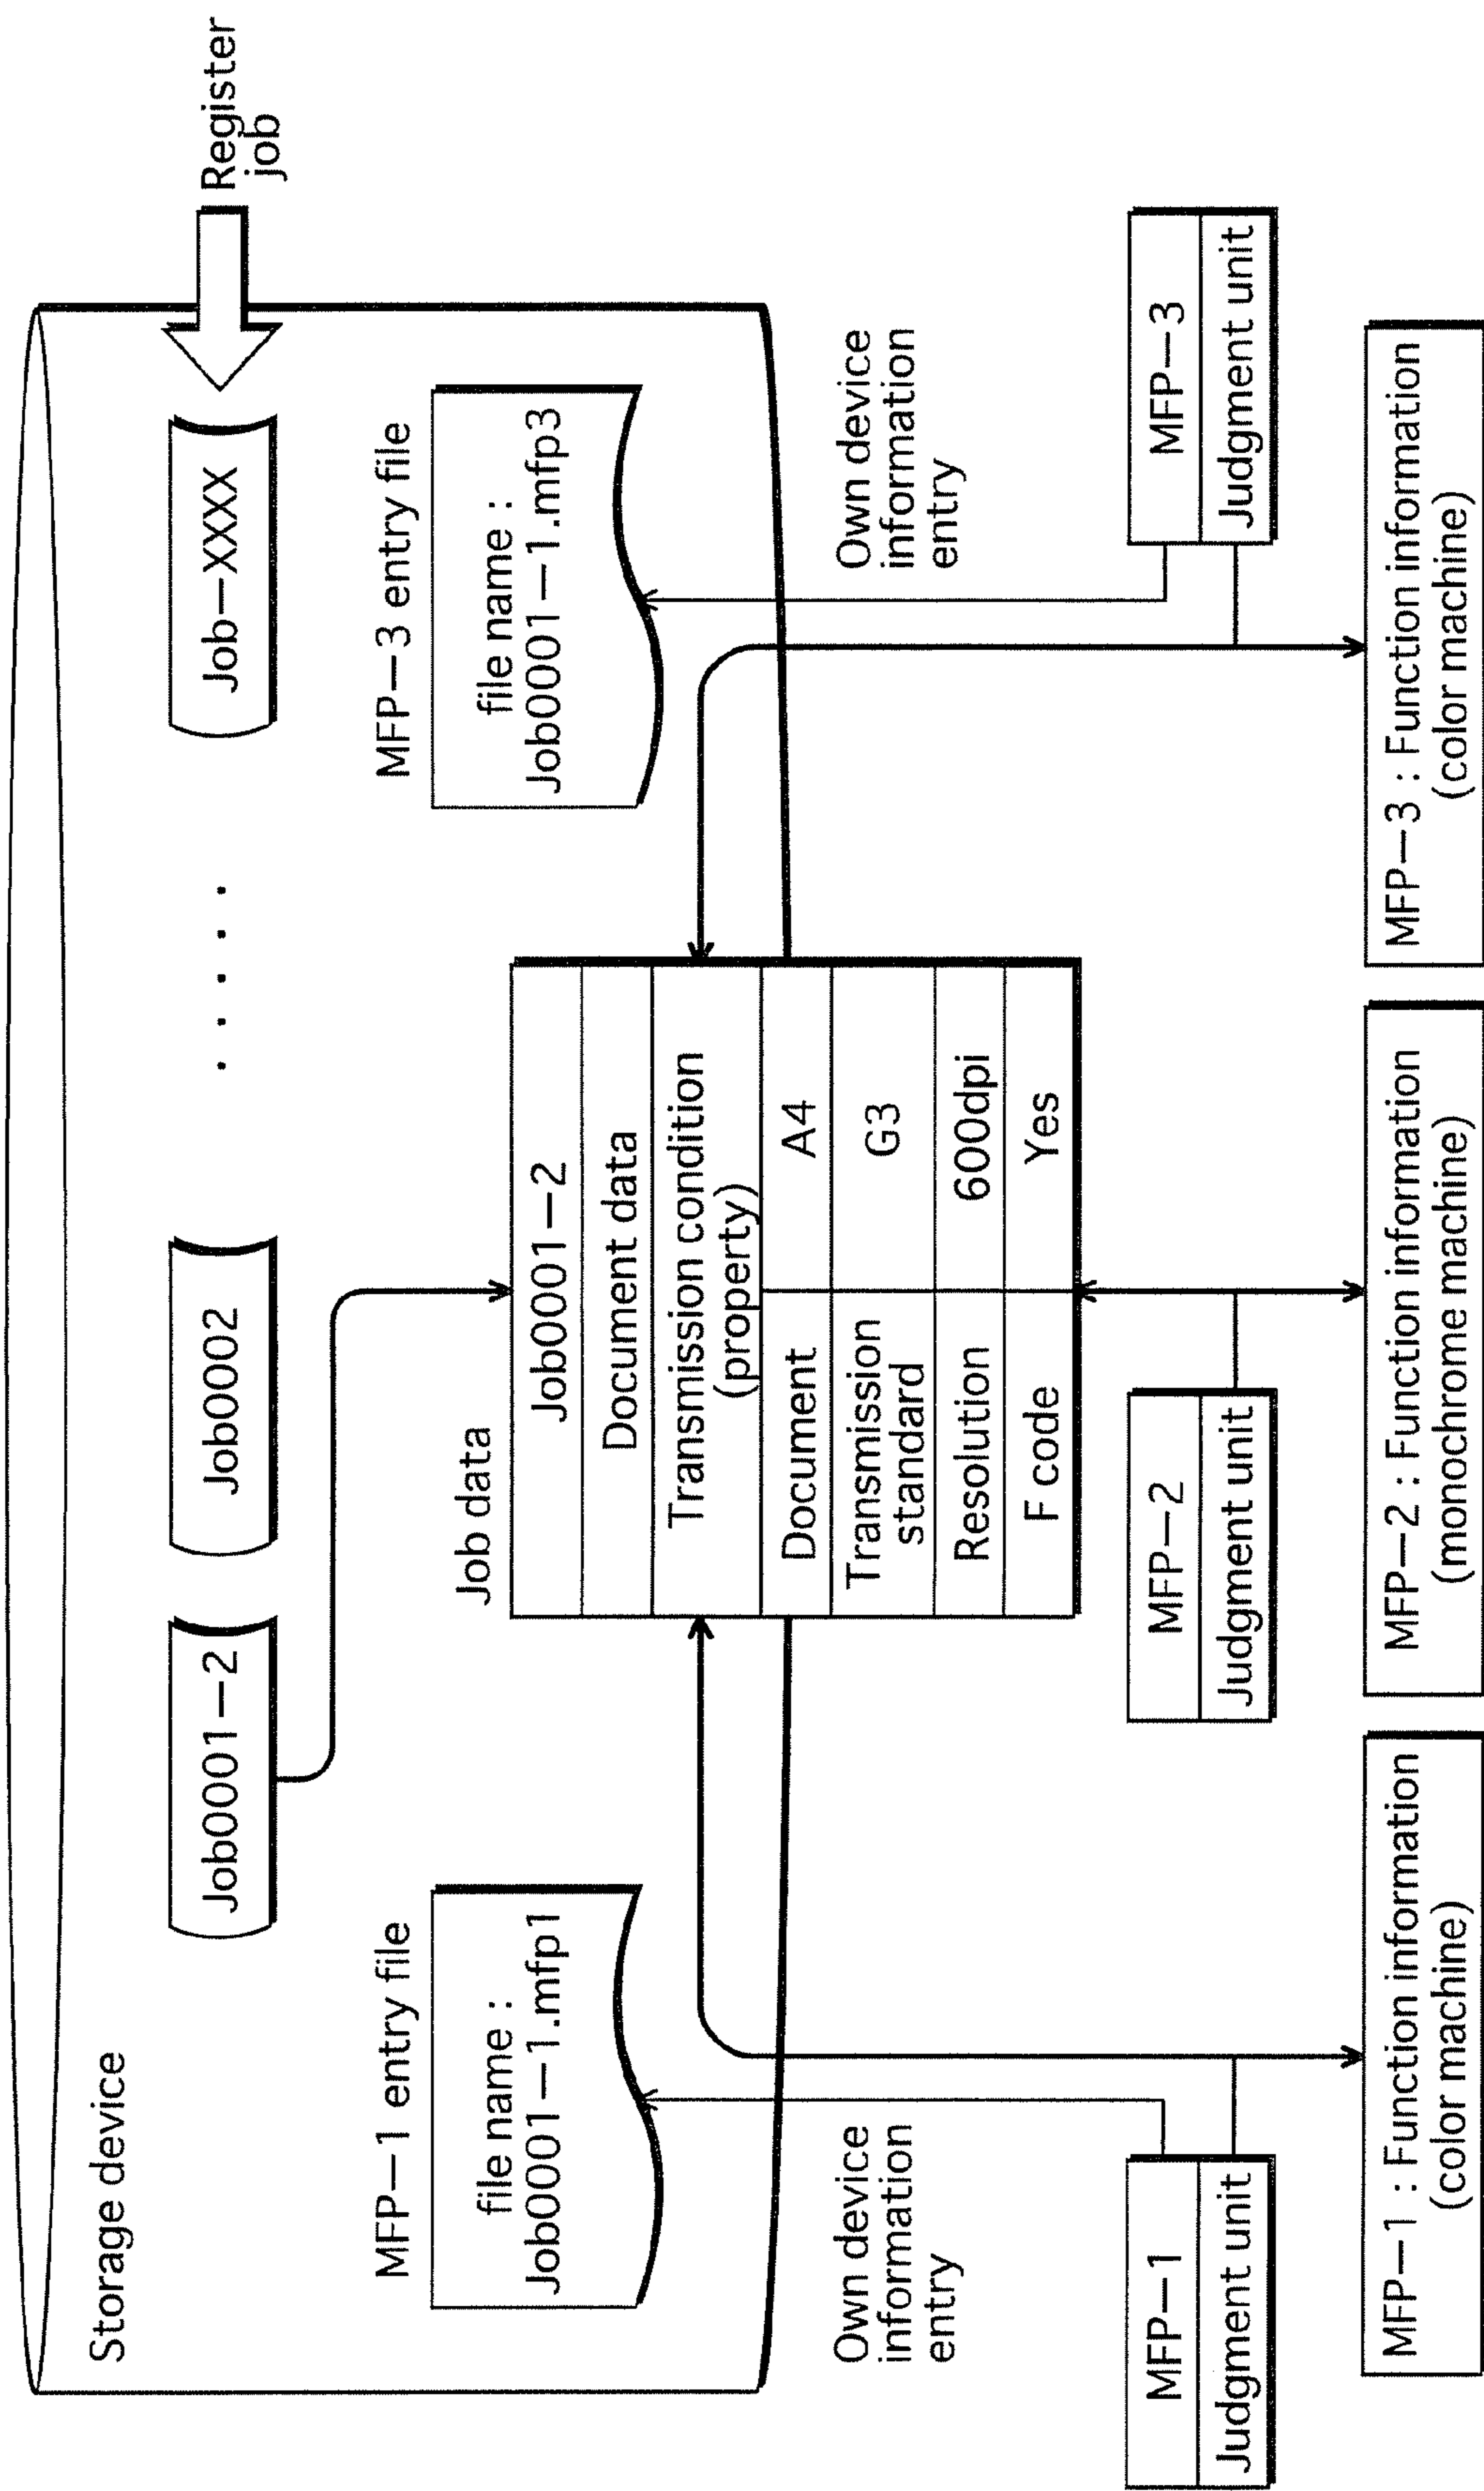 Storage device
Register
job
Job0001-2
Job0002
.....
Job-XXXX
MFP-1 entry file
file name :
Job0001-1.mfp1
Job data
Job0001-2
Document data
Transmission condition
(property)
Document A4
Transmission
standard
G3
Resolution 600dpi
F code Yes
MFP-3 entry file
file name :
Job0001-1.mfp3
Own device
information
entry
Own device
information
entry
MFP-1
Judgment unit
MFP-2
Judgment unit
MFP-3
Judgment unit
MFP-1 : Function information
(color machine)
MFP-2 : Function information
(monochrome machine)
MFP-3 : Function information
(color machine)